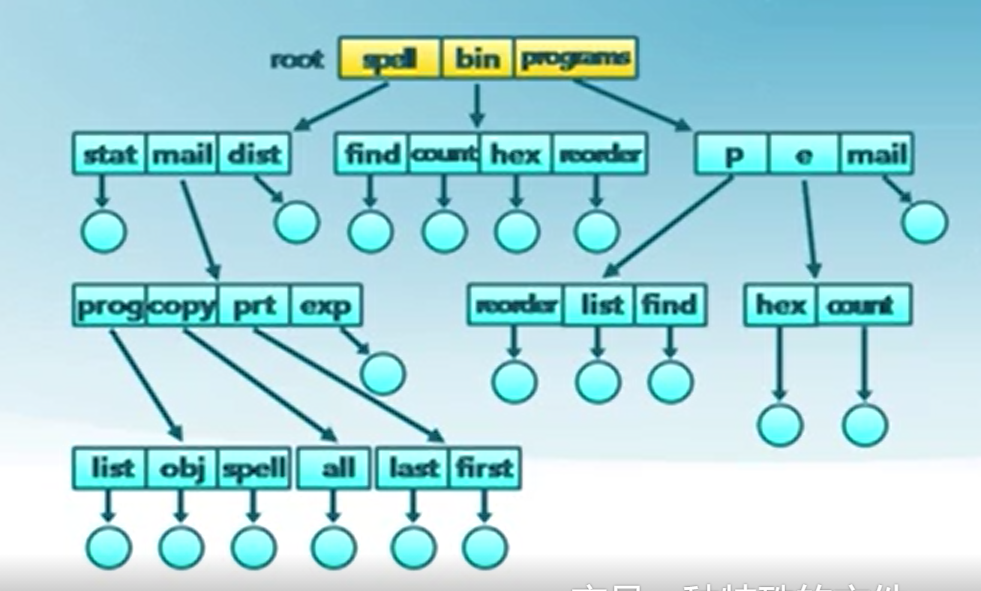 root spell bin programs
stat mail dist find count hex reorder p e mail
prog copy prt exp reorder list find hex count
list obj spell all last first